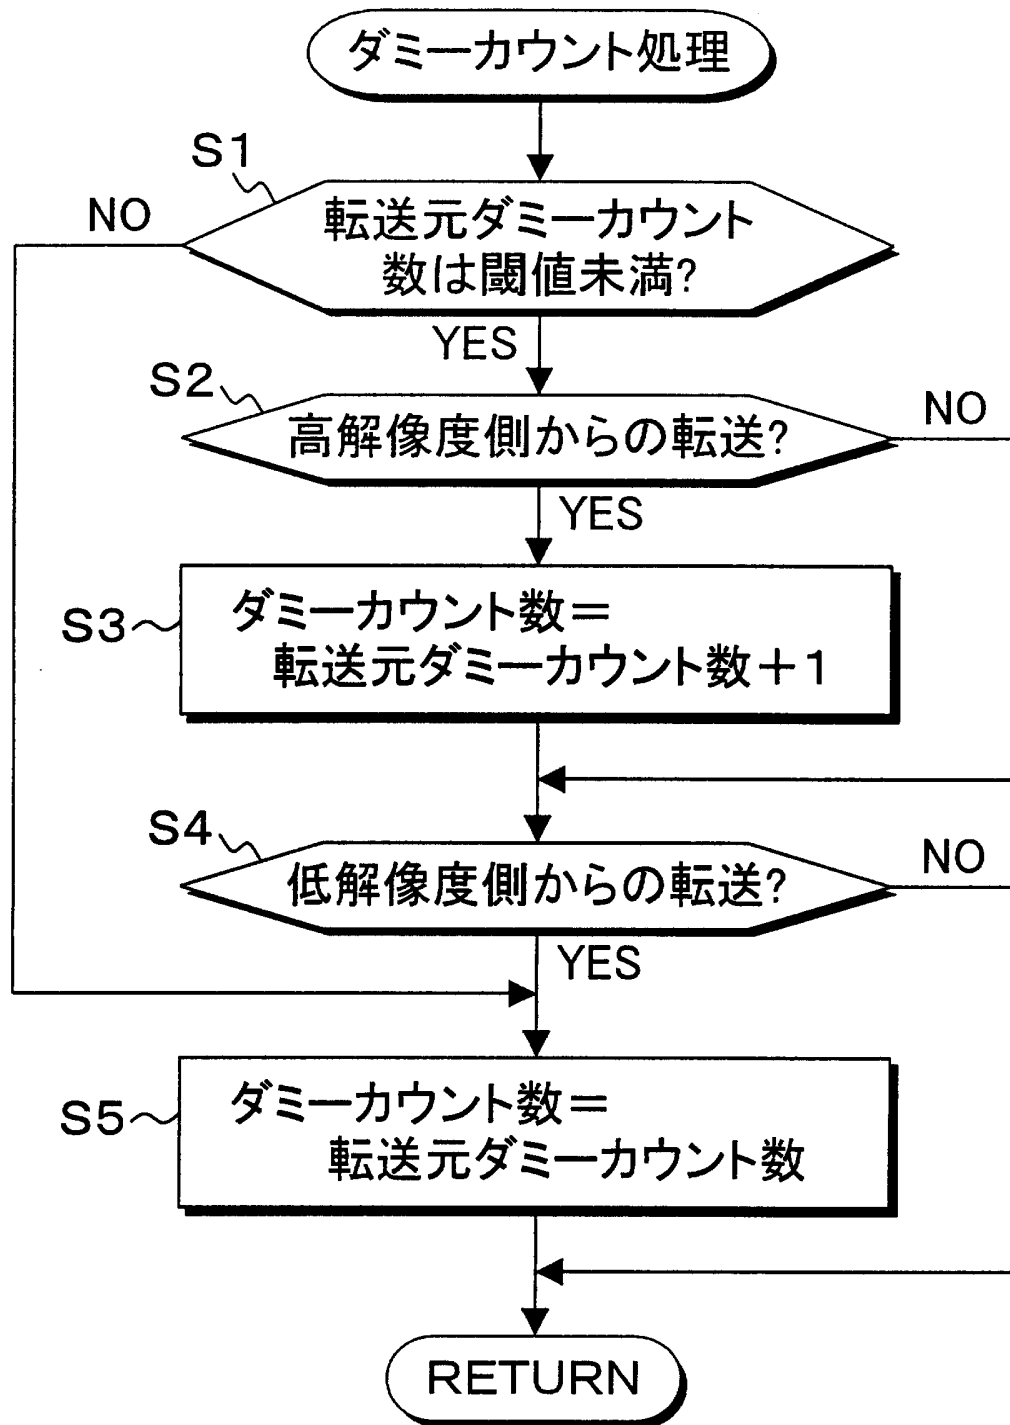 ダミーカウント処理
S1
NO
転送元ダミーカウント
数は閾値未満?
YES
S2
NO
高解像度側からの転送?
YES
S3
ダミーカウント数＝
転送元ダミーカウント数＋1
S4
NO
低解像度側からの転送?
YES
S5
ダミーカウント数＝
転送元ダミーカウント数
RETURN